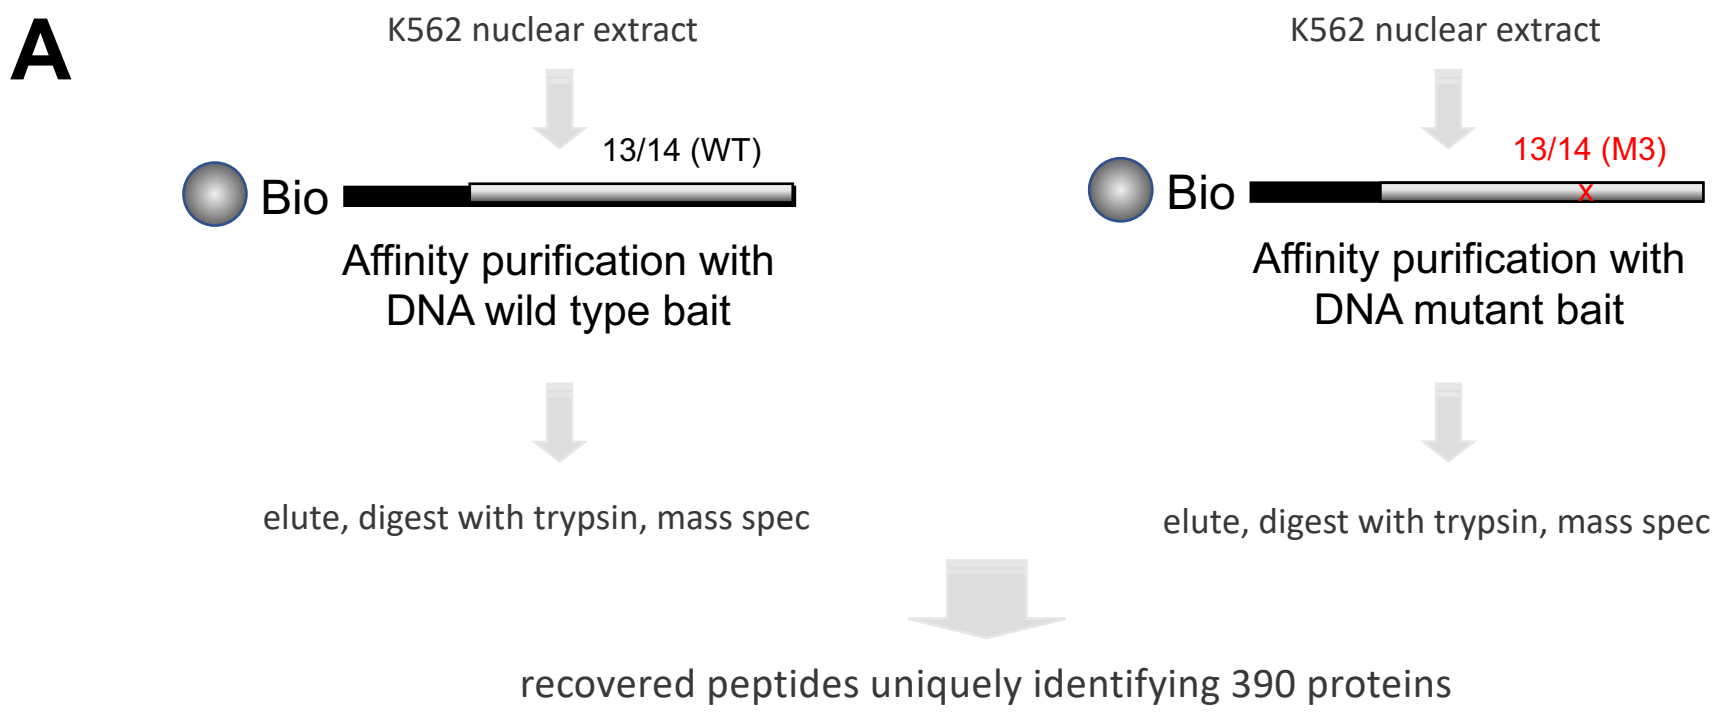 A
K562 nuclear extract
K562 nuclear extract
13/14 (WT)
13/14 (M3)
Bio
x
Bio
Affinity purification with
DNA wild type bait
Affinity purification with
DNA mutant bait
elute, digest with trypsin, mass spec
elute, digest with trypsin, mass spec
recovered peptides uniquely identifying 390 proteins